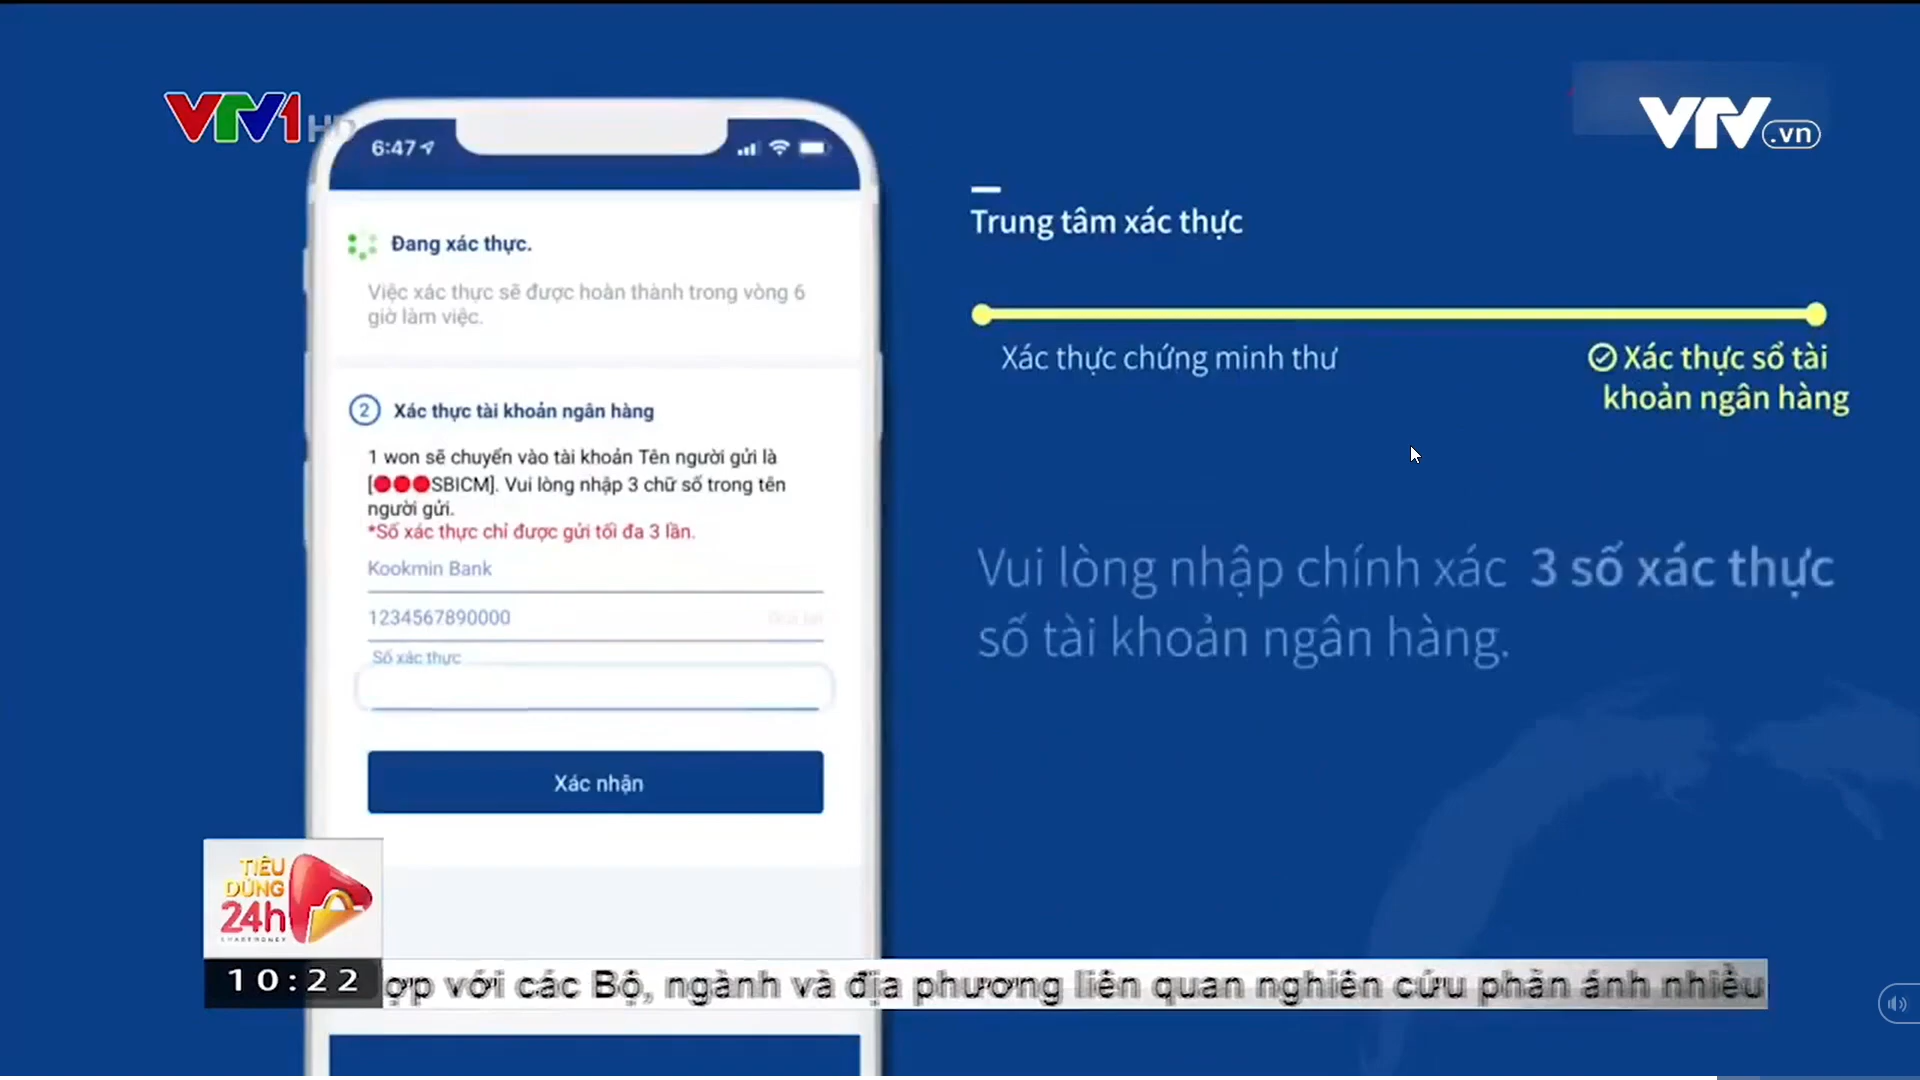 VTV1 HD
VTV.vn
6:47
Đang xác thực.
Việc xác thực sẽ được hoàn thành trong vòng 6
giờ làm việc.
2 Xác thực tài khoản ngân hàng
1 won sẽ chuyển vào tài khoản Tên người gửi là
[●●●SBICM]. Vui lòng nhập 3 chữ số trong tên
người gửi.
*Số xác thực chỉ được gửi tối đa 3 lần.
Kookmin Bank
1234567890000
Số xác thực
Xác nhận
Trung tâm xác thực
Xác thực chứng minh thư
Xác thực sổ tài
khoản ngân hàng
Vui lòng nhập chính xác 3 số xác thực
số tài khoản ngân hàng.
TIÊU
DÙNG
24h
10:22
ợp với các Bộ, ngành và địa phương liên quan nghiên cứu phản ánh nhiều